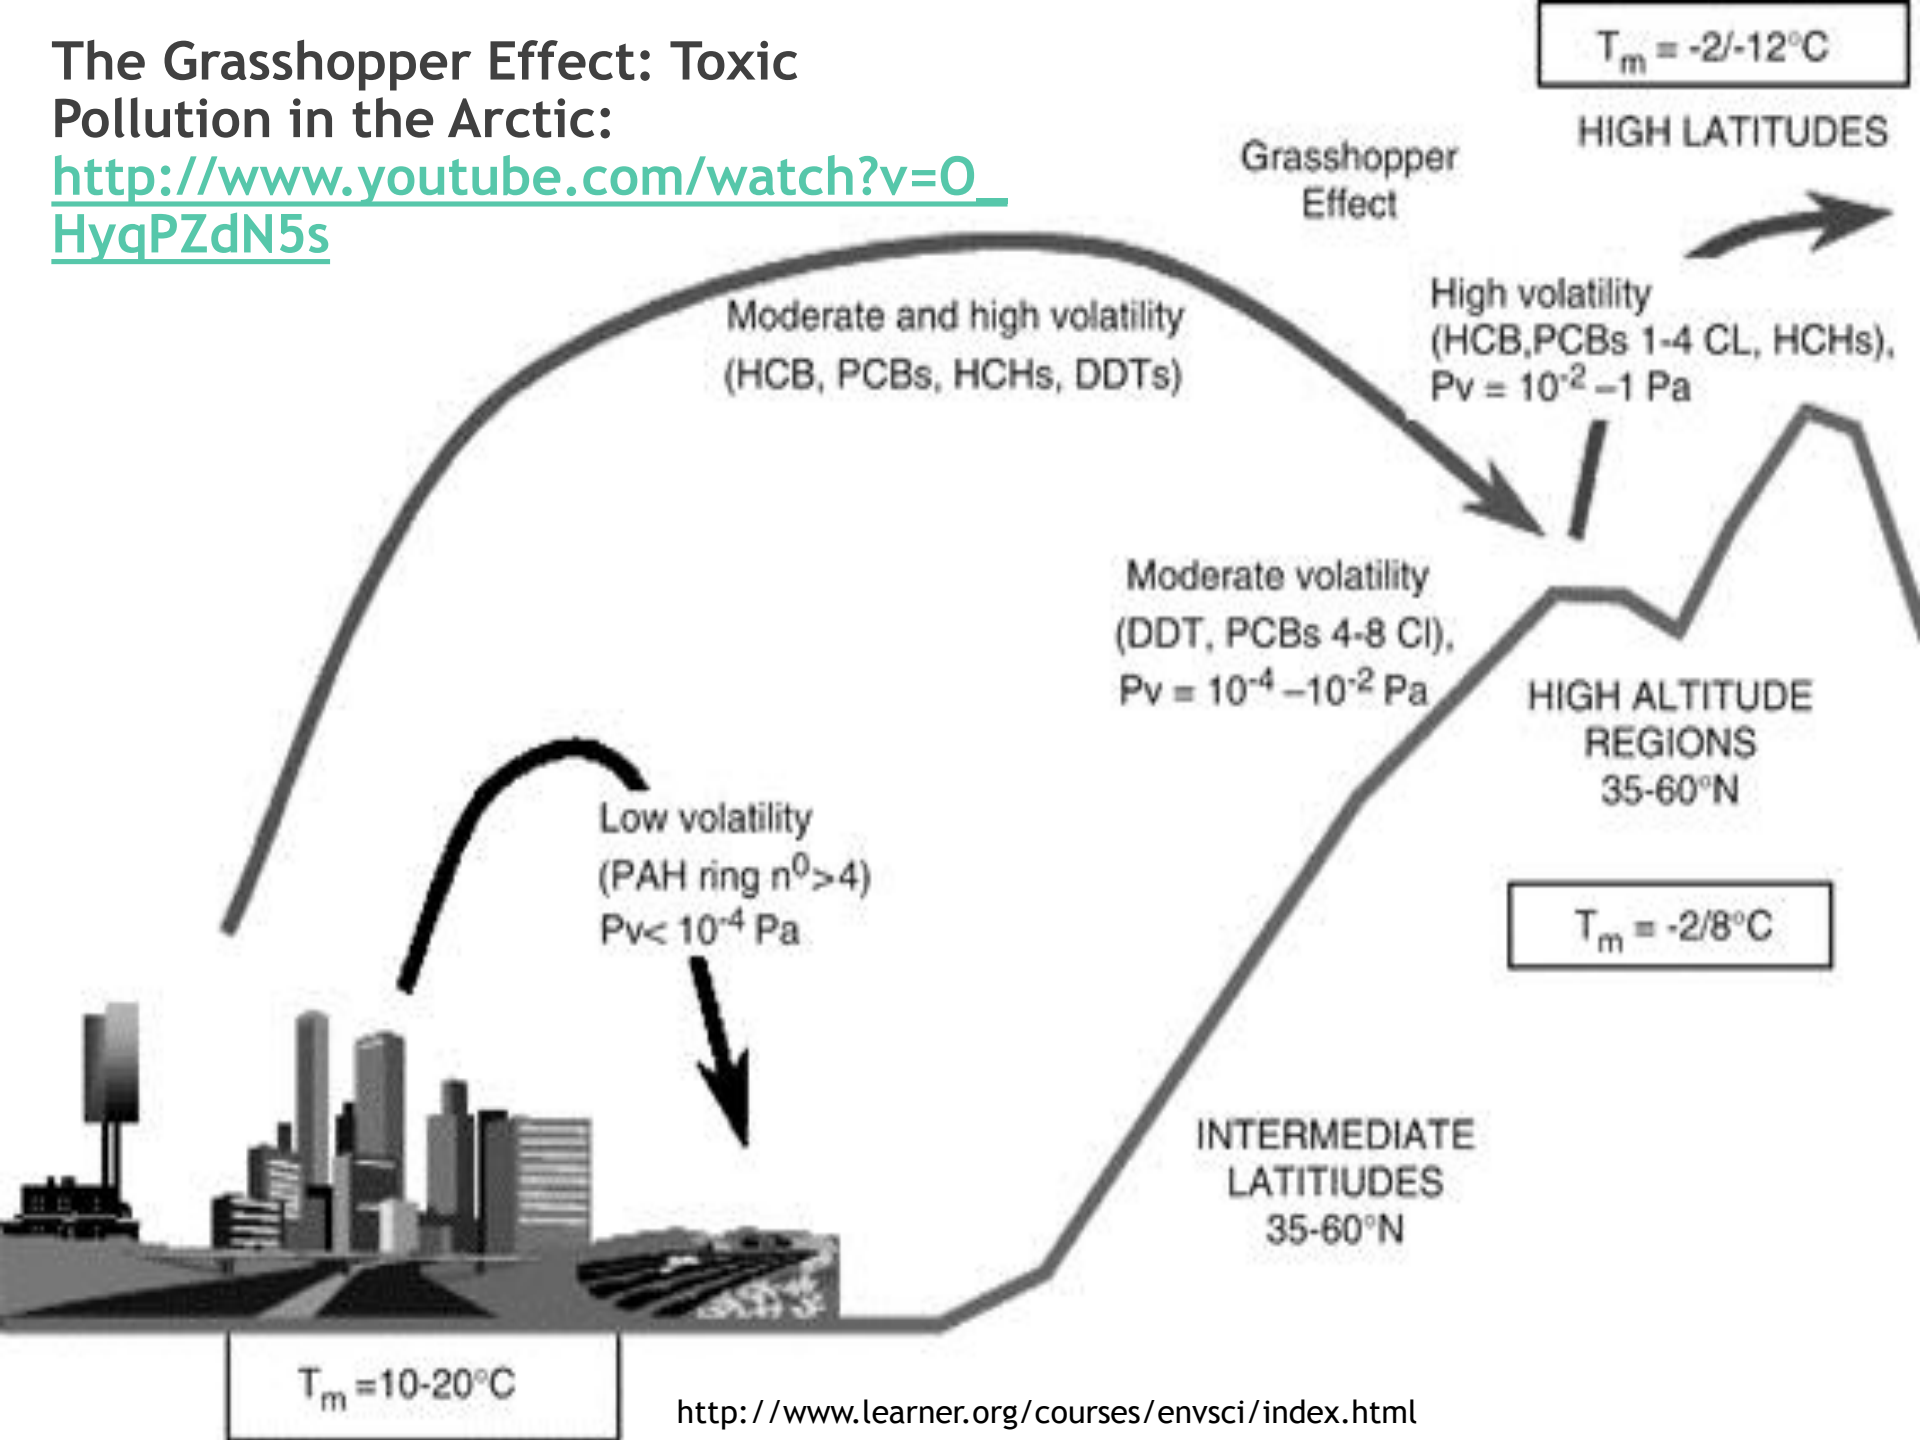 The Grasshopper Effect: Toxic
Pollution in the Arctic:
http://www.youtube.com/watch?v=O_
HyqPZdN5s
Tm = -2/-12°C
HIGH LATITUDES
Grasshopper
Effect
High volatility
(HCB,PCBs 1-4 CL, HCHs),
Pv = 10⁻² –1 Pa
Moderate and high volatility
(HCB, PCBs, HCHs, DDTs)
Moderate volatility
(DDT, PCBs 4-8 Cl),
Pv = 10⁻⁴ –10⁻² Pa
HIGH ALTITUDE
REGIONS
35-60°N
Low volatility
(PAH ring n⁰>4)
Pv< 10⁻⁴ Pa
Tm = -2/8°C
INTERMEDIATE
LATITIUDES
35-60°N
Tm =10-20°C
http://www.learner.org/courses/envsci/index.html